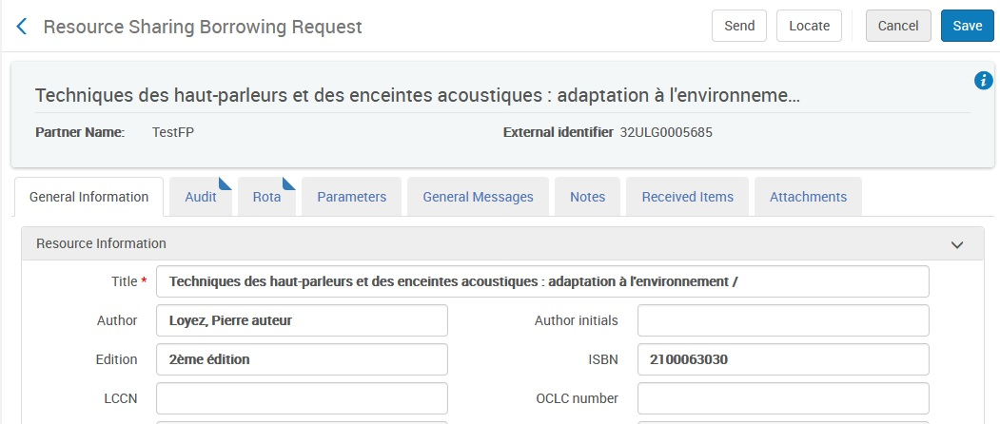 Resource Sharing Borrowing Request Send Locate Cancel Save
Techniques des haut-parleurs et des enceintes acoustiques : adaptation à l'environneme...
Partner Name: TestFP External identifier 32ULG0005685
General Information Audit Rota Parameters General Messages Notes Received Items Attachments
Resource Information
Title * Techniques des haut-parleurs et des enceintes acoustiques : adaptation à l'environnement /
Author Loyez, Pierre auteur Author initials
Edition 2ème édition ISBN 2100063030
LCCN OCLC number